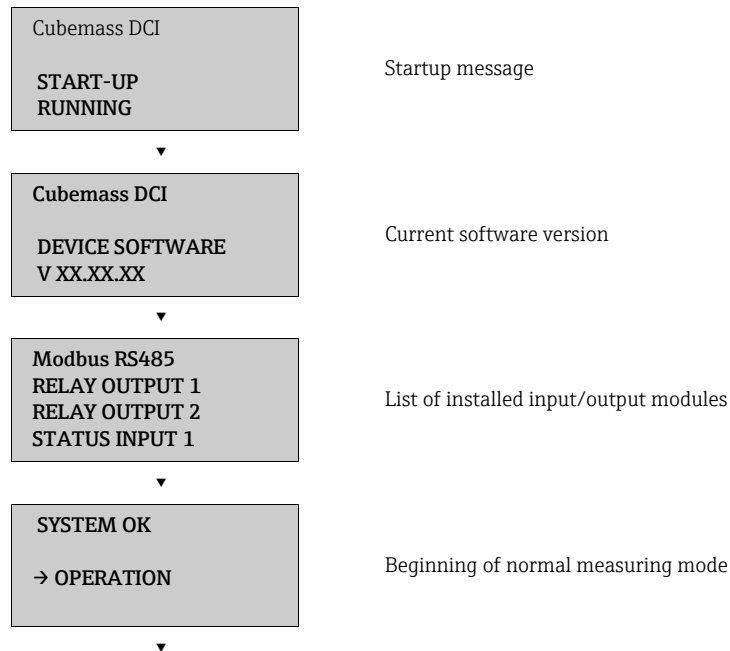 Cubemass DCI
START-UP
RUNNING
Startup message
▼
Cubemass DCI
DEVICE SOFTWARE
V XX.XX.XX
Current software version
▼
Modbus RS485
RELAY OUTPUT 1
RELAY OUTPUT 2
STATUS INPUT 1
List of installed input/output modules
▼
SYSTEM OK
→ OPERATION
Beginning of normal measuring mode
▼